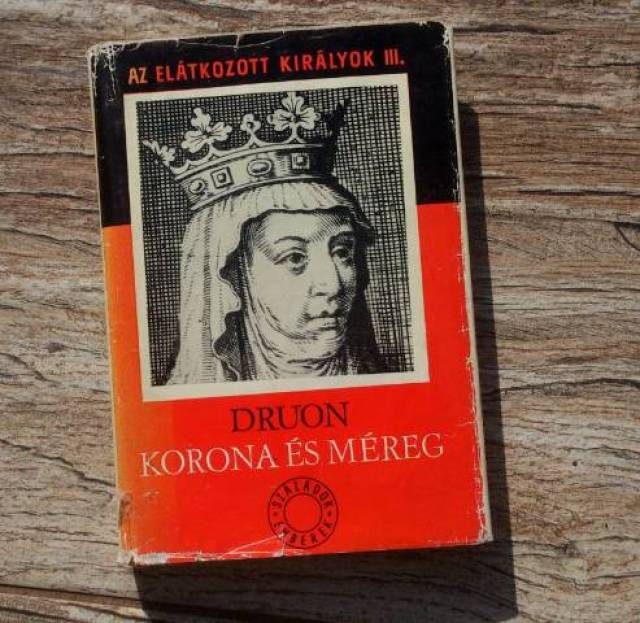 AZ ELÁTKOZOTT KIRÁLYOK III.
DRUON
KORONA ÉS MÉREG
SZÁZADOK
EMBEREK